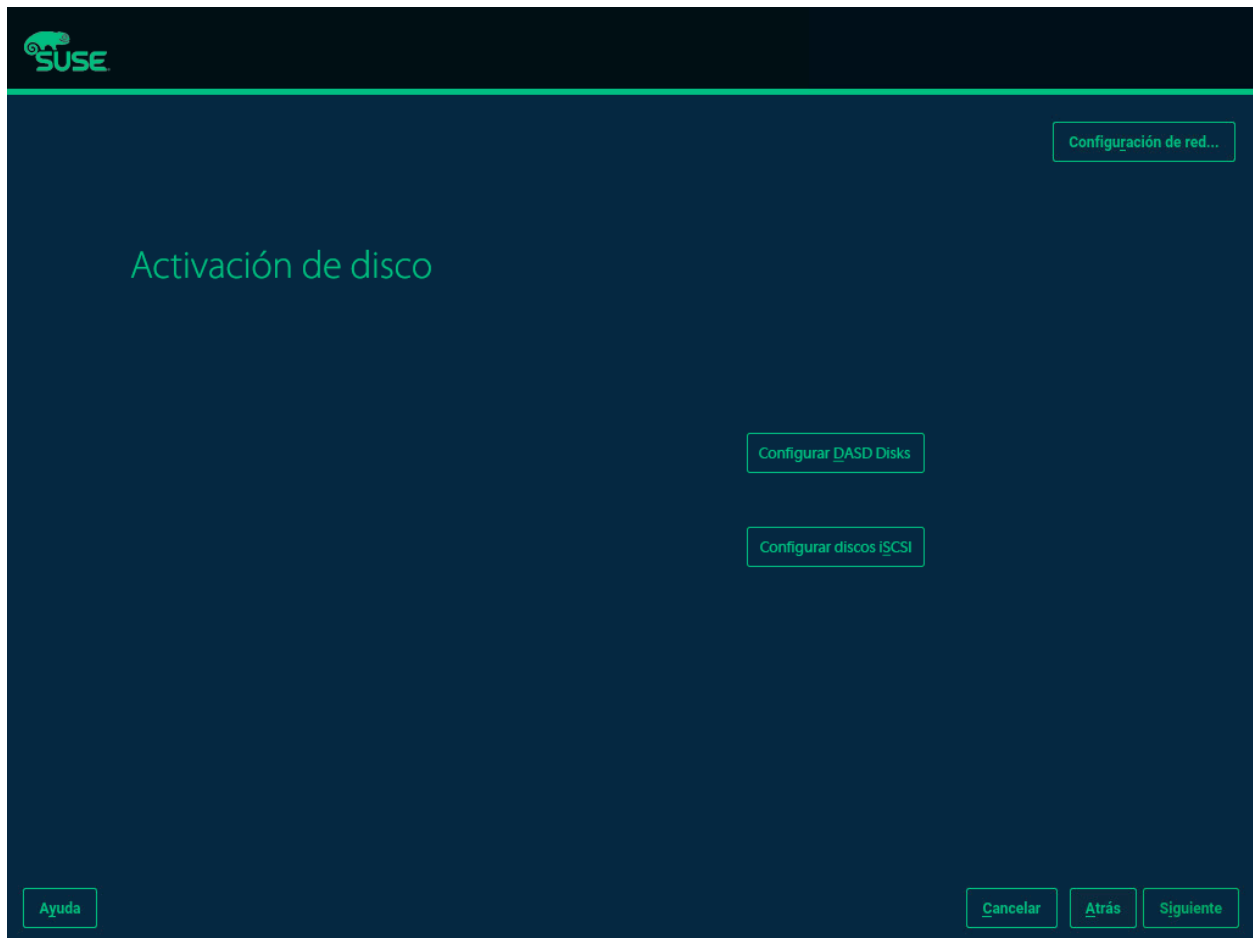 SUSE
Configuración de red...
Activación de disco
Configurar DASD Disks
Configurar discos iSCSI
Ayuda
Cancelar
Atrás
Siguiente